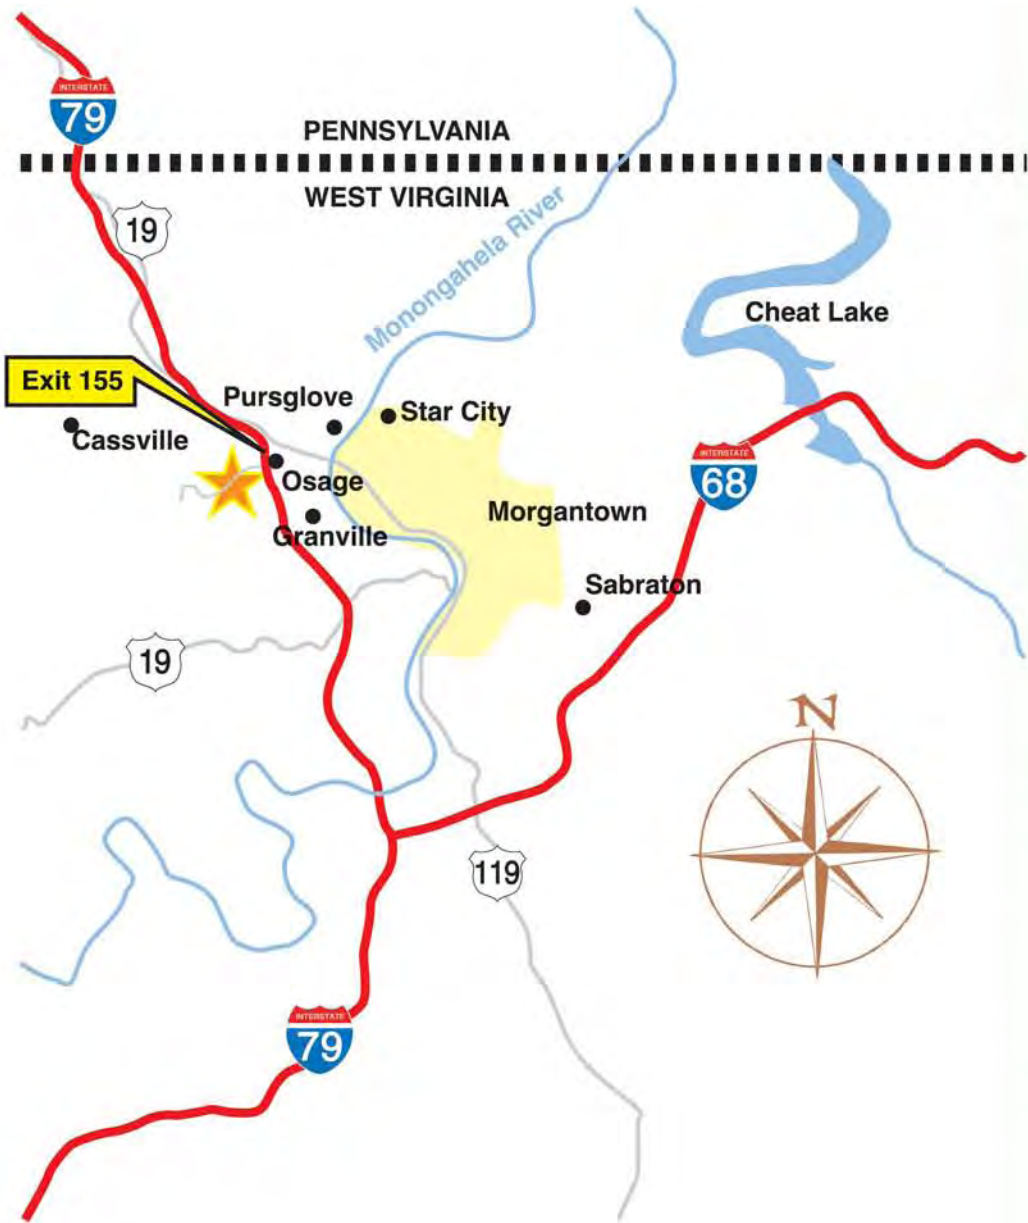 INTERSTATE
79
PENNSYLVANIA
WEST VIRGINIA
19
Monongahela River
Cheat Lake
Exit 155
Pursglove
Star City
Cassville
INTERSTATE
68
Osage
Morgantown
Granville
Sabraton
19
N
119
INTERSTATE
79